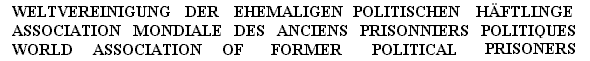 WELTVEREINIGUNG DER EHEMALIGEN POLITISCHEN HÄFTLINGE
ASSOCIATION MONDIALE DES ANCIENS PRISONNIERS POLITIQUES
WORLD ASSOCIATION OF FORMER POLITICAL PRISONERS